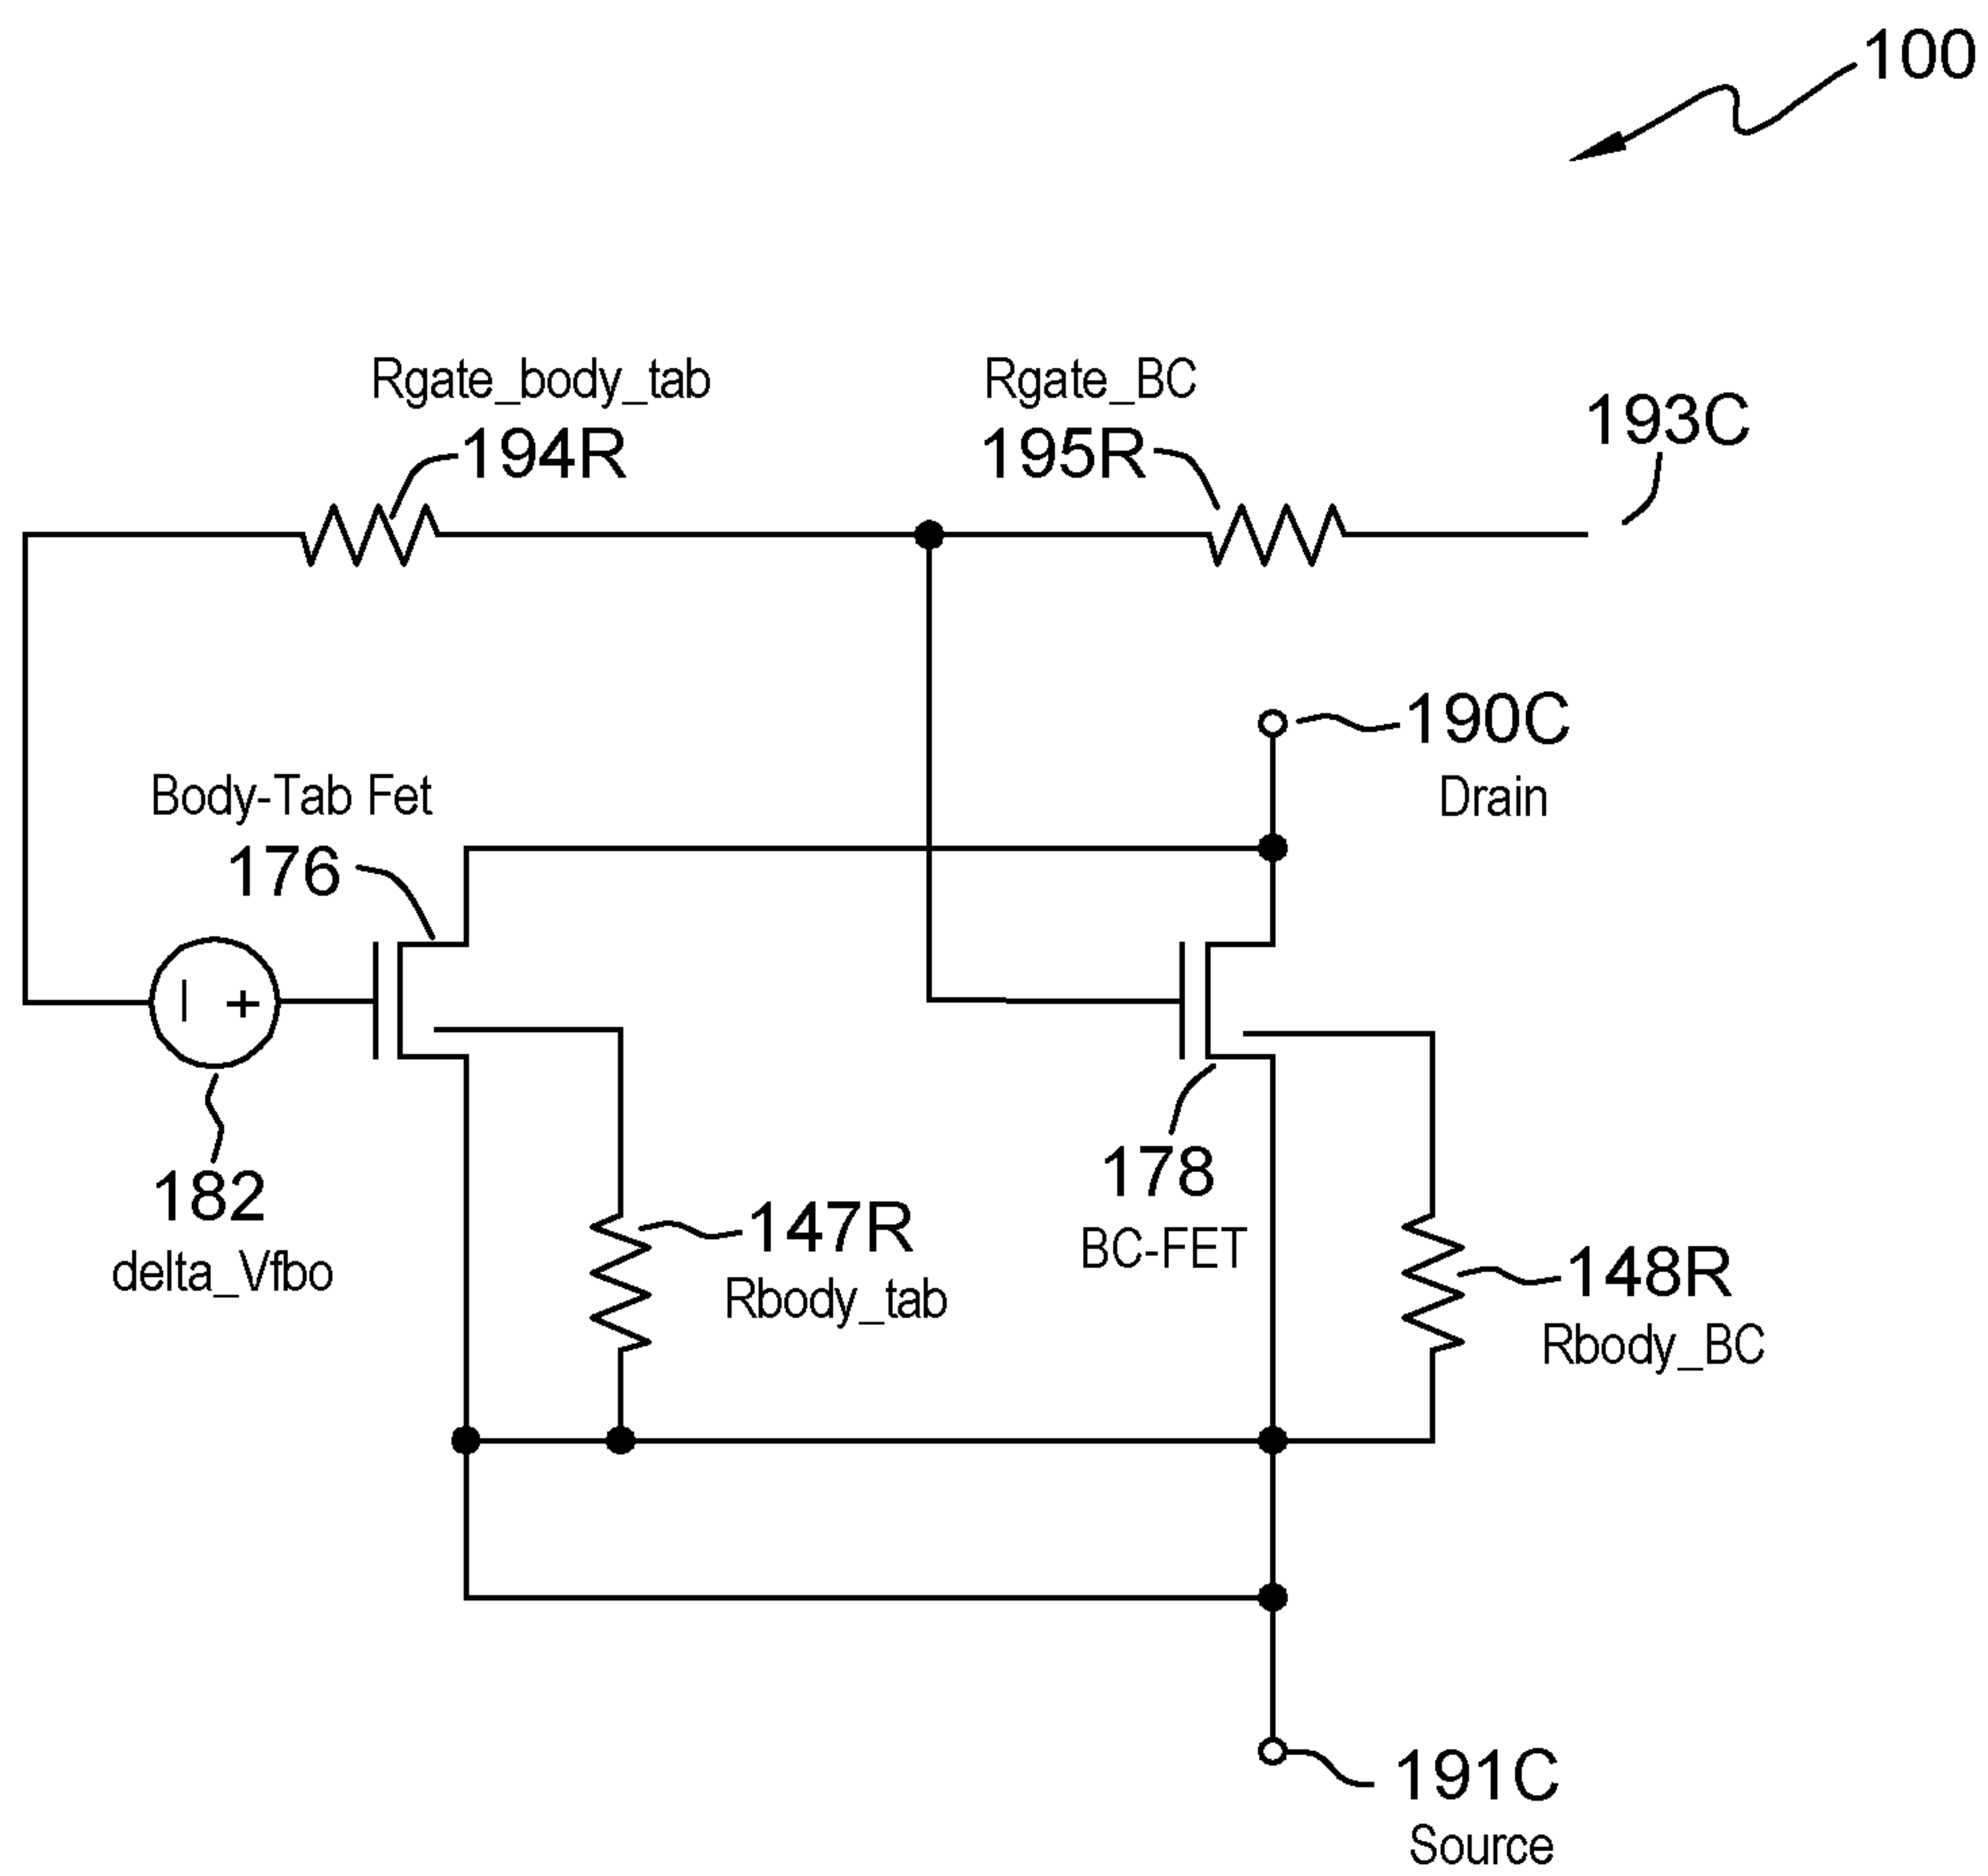 100
Rgate_body_tab
194R
Rgate_BC
195R
193C
190C
Drain
Body-Tab Fet
176
- +
182
delta_Vfbo
147R
Rbody_tab
178
BC-FET
148R
Rbody_BC
191C
Source